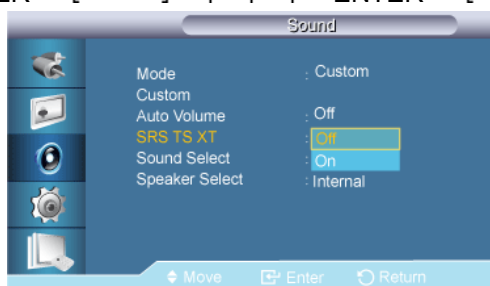 Sound
Mode : Custom
Custom
Auto Volume : Off
SRS TS XT : Off
On
Sound Select :
Speaker Select : Internal
Move Enter Return